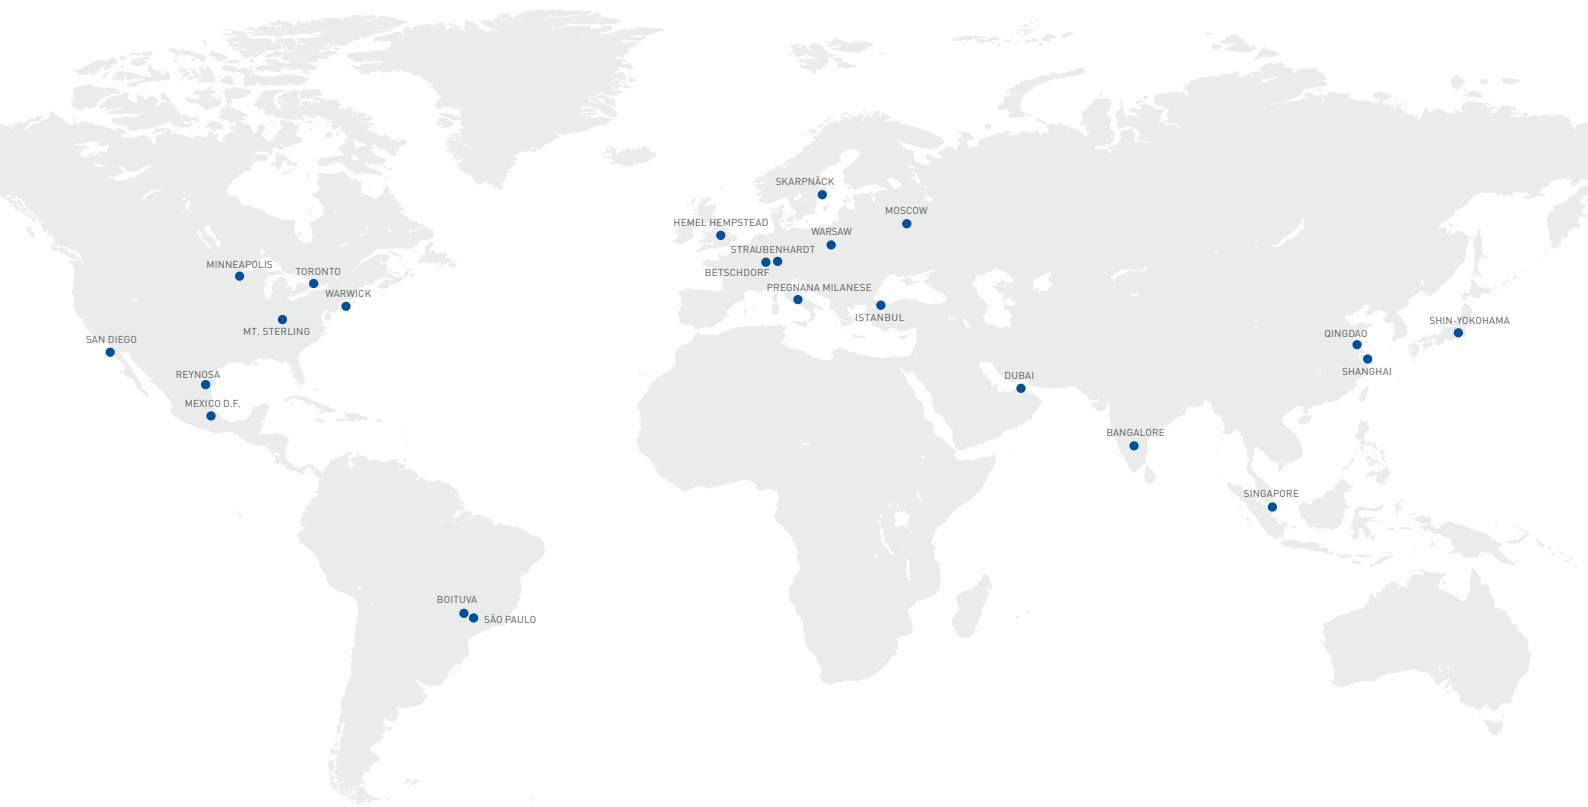 SKARPNÄCK
MOSCOW
HEMEL HEMPSTEAD
WARSAW
STRAUBENHARDT
MINNEAPOLIS
TORONTO
BETSCHDORF
WARWICK
PREGNANA MILANESE
ISTANBUL
MT. STERLING
SHIN-YOKOHAMA
SAN DIEGO
QINGDAO
SHANGHAI
REYNOSA
DUBAI
MEXICO D.F.
BANGALORE
SINGAPORE
BOITUVA
SÃO PAULO